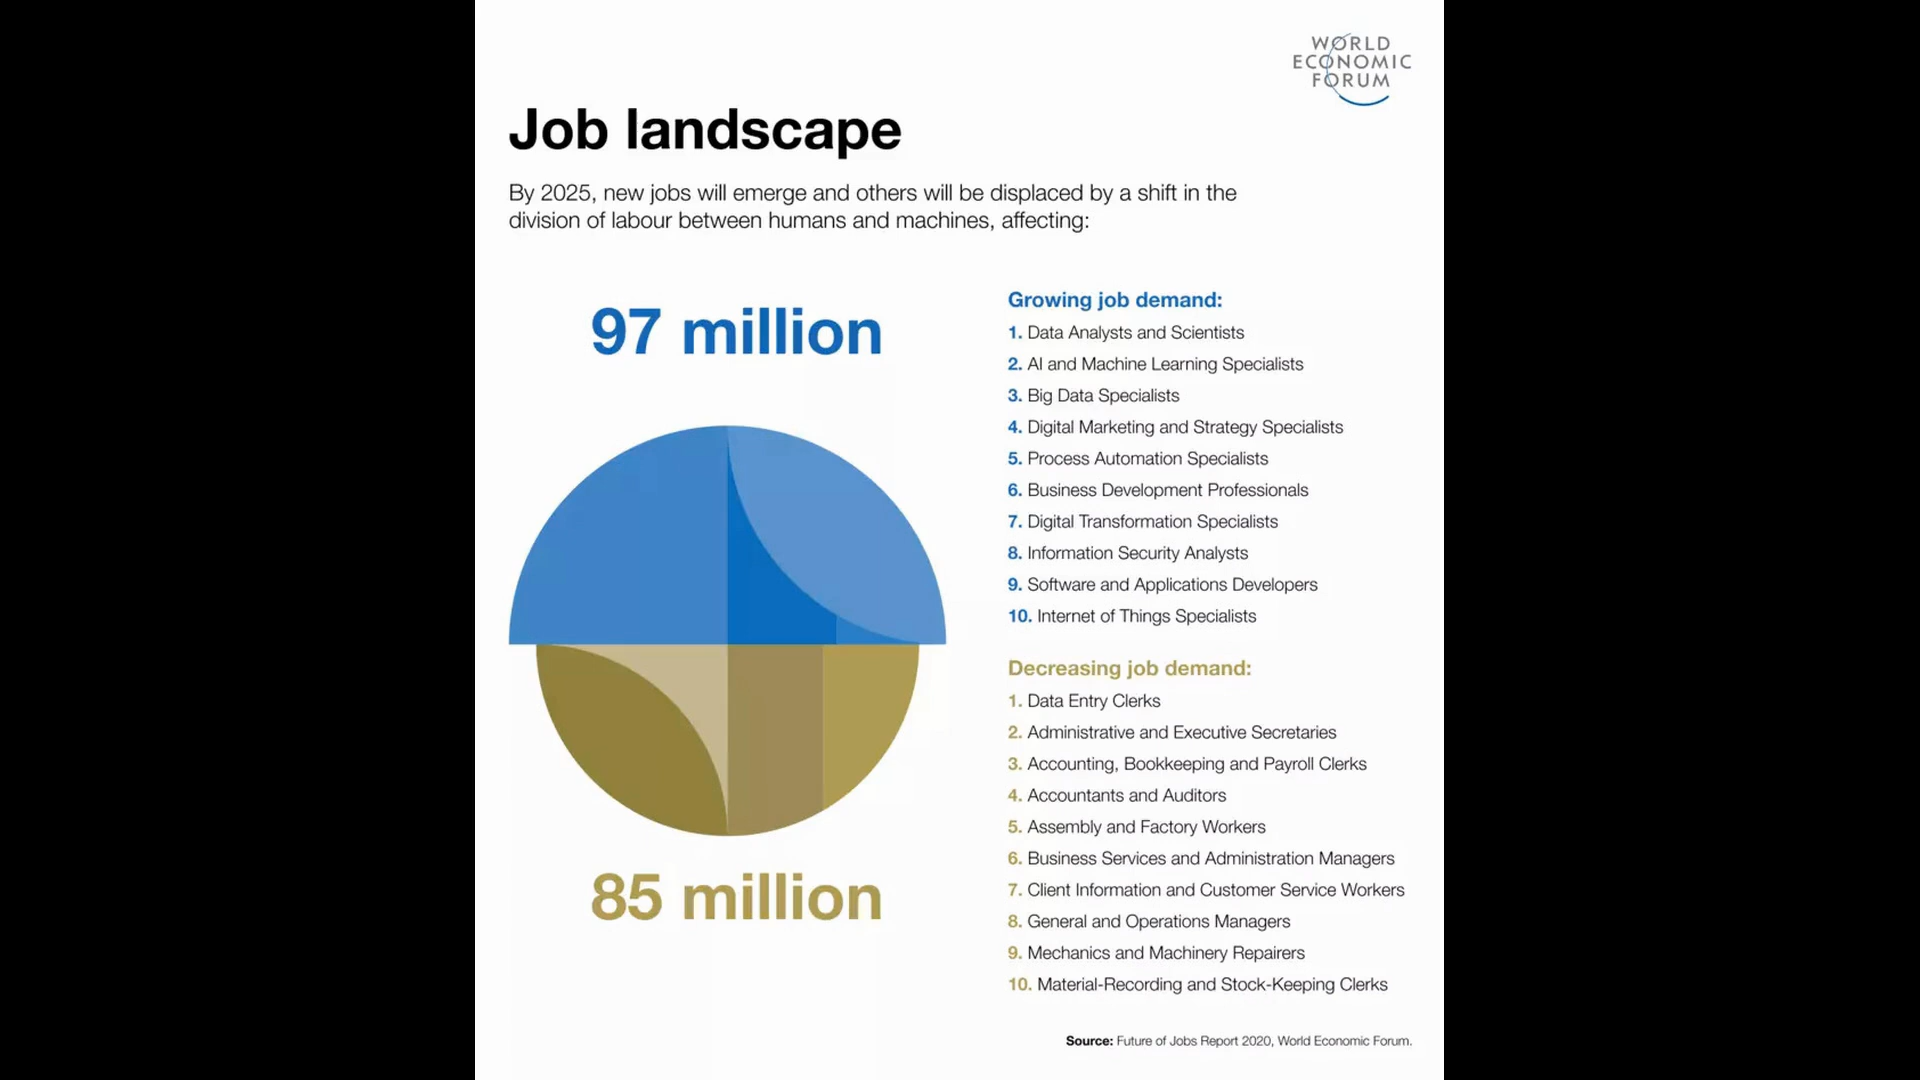 WORLD
ECONOMIC
FORUM
Job landscape
By 2025, new jobs will emerge and others will be displaced by a shift in the
division of labour between humans and machines, affecting:
97 million
85 million
Growing job demand:
1. Data Analysts and Scientists
2. AI and Machine Learning Specialists
3. Big Data Specialists
4. Digital Marketing and Strategy Specialists
5. Process Automation Specialists
6. Business Development Professionals
7. Digital Transformation Specialists
8. Information Security Analysts
9. Software and Applications Developers
10. Internet of Things Specialists
Decreasing job demand:
1. Data Entry Clerks
2. Administrative and Executive Secretaries
3. Accounting, Bookkeeping and Payroll Clerks
4. Accountants and Auditors
5. Assembly and Factory Workers
6. Business Services and Administration Managers
7. Client Information and Customer Service Workers
8. General and Operations Managers
9. Mechanics and Machinery Repairers
10. Material-Recording and Stock-Keeping Clerks
Source: Future of Jobs Report 2020, World Economic Forum.